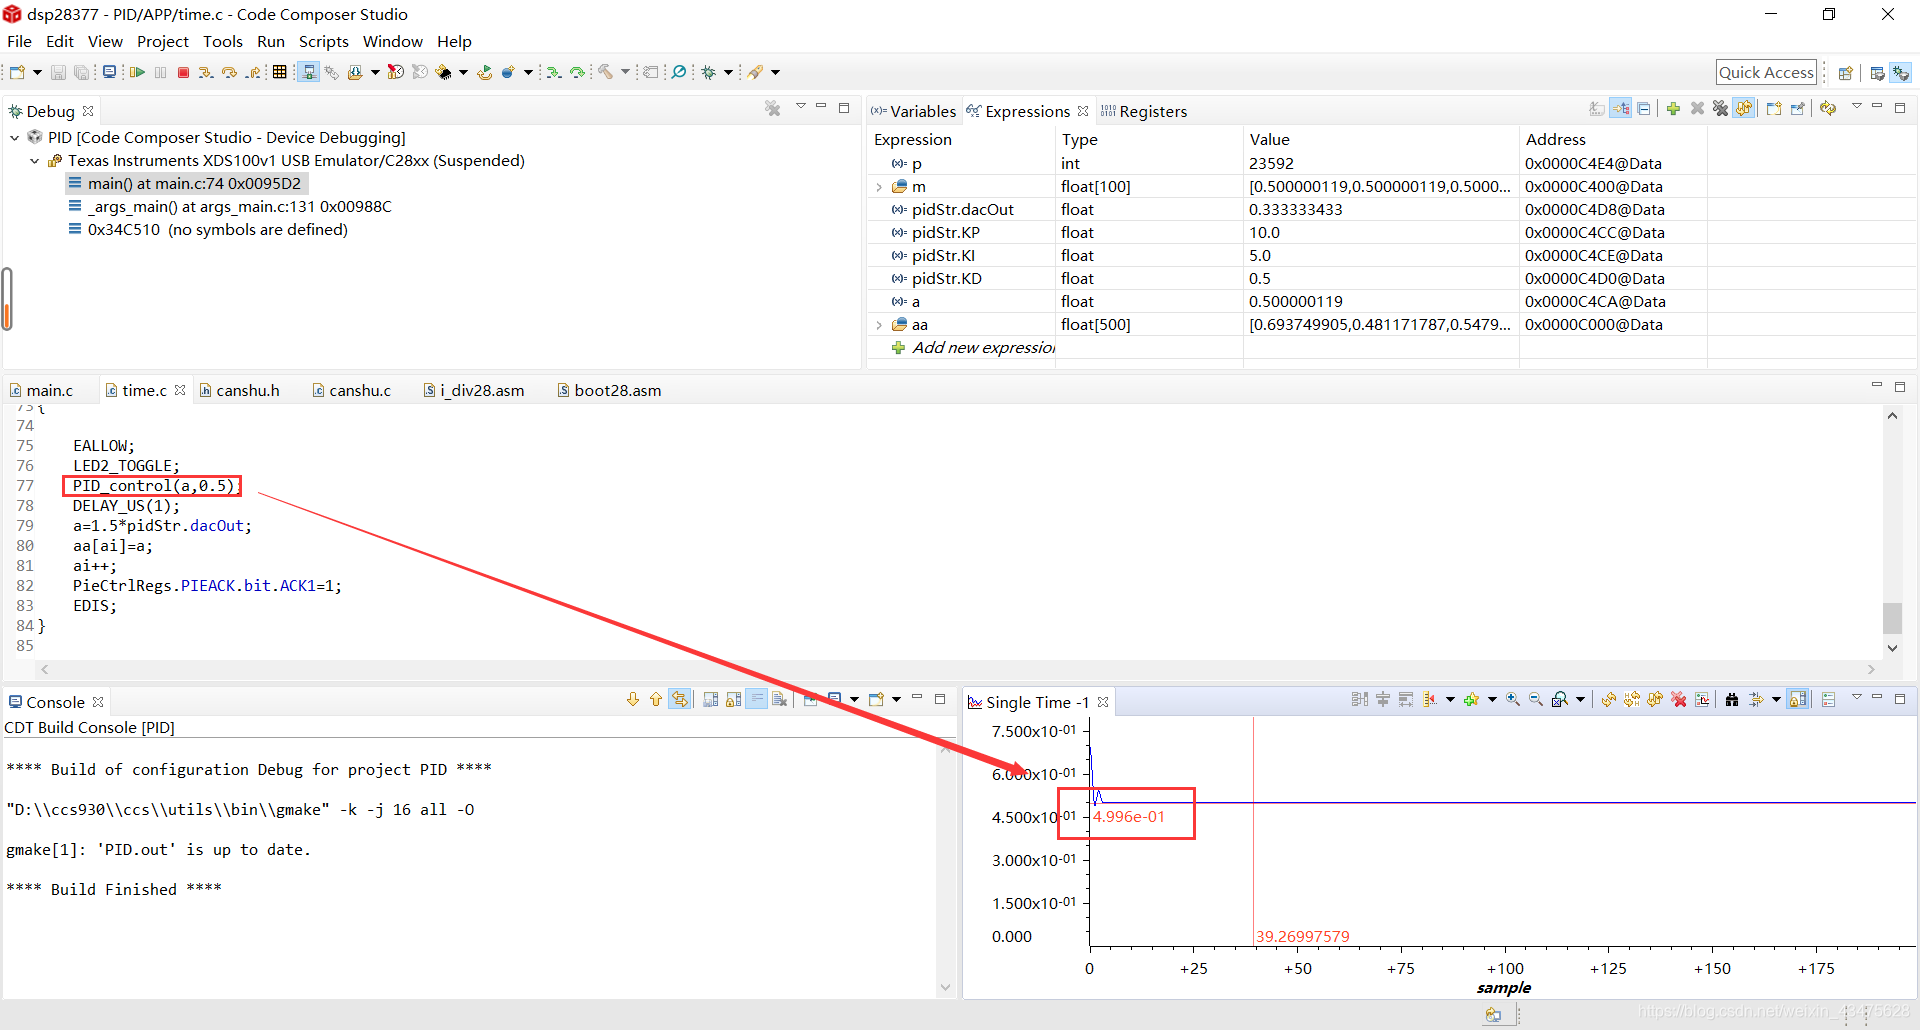 dsp28377 - PID/APP/time.c - Code Composer Studio
File Edit View Project Tools Run Scripts Window Help
Quick Access
Debug
PID [Code Composer Studio - Device Debugging]
Texas Instruments XDS100v1 USB Emulator/C28xx (Suspended)
main() at main.c:74 0x0095D2
_args_main() at args_main.c:131 0x00988C
0x34C510 (no symbols are defined)
(x)= Variables Expressions Registers
Expression Type Value Address
(x)= p int 23592 0x0000C4E4@Data
m float[100] [0.500000119,0.500000119,0.5000... 0x0000C400@Data
(x)= pidStr.dacOut float 0.333333433 0x0000C4D8@Data
(x)= pidStr.KP float 10.0 0x0000C4CC@Data
(x)= pidStr.KI float 5.0 0x0000C4CE@Data
(x)= pidStr.KD float 0.5 0x0000C4D0@Data
(x)= a float 0.500000119 0x0000C4CA@Data
aa float[500] [0.693749905,0.481171787,0.5479... 0x0000C000@Data
Add new expression
main.c time.c canshu.h canshu.c i_div28.asm boot28.asm
73 {
74
75 EALLOW;
76 LED2_TOGGLE;
77 PID_control(a,0.5);
78 DELAY_US(1);
79 a=1.5*pidStr.dacOut;
80 aa[ai]=a;
81 ai++;
82 PieCtrlRegs.PIEACK.bit.ACK1=1;
83 EDIS;
84 }
85
Console
CDT Build Console [PID]
**** Build of configuration Debug for project PID ****
"D:\\ccs930\\ccs\\utils\\bin\\gmake" -k -j 16 all -O
gmake[1]: 'PID.out' is up to date.
**** Build Finished ****
Single Time -1
7.500x10-01
6.000x10-01
4.500x10-01
4.996e-01
3.000x10-01
1.500x10-01
0.000
39.26997579
0 +25 +50 +75 +100 +125 +150 +175
sample
https://blog.csdn.net/weixin_43475628